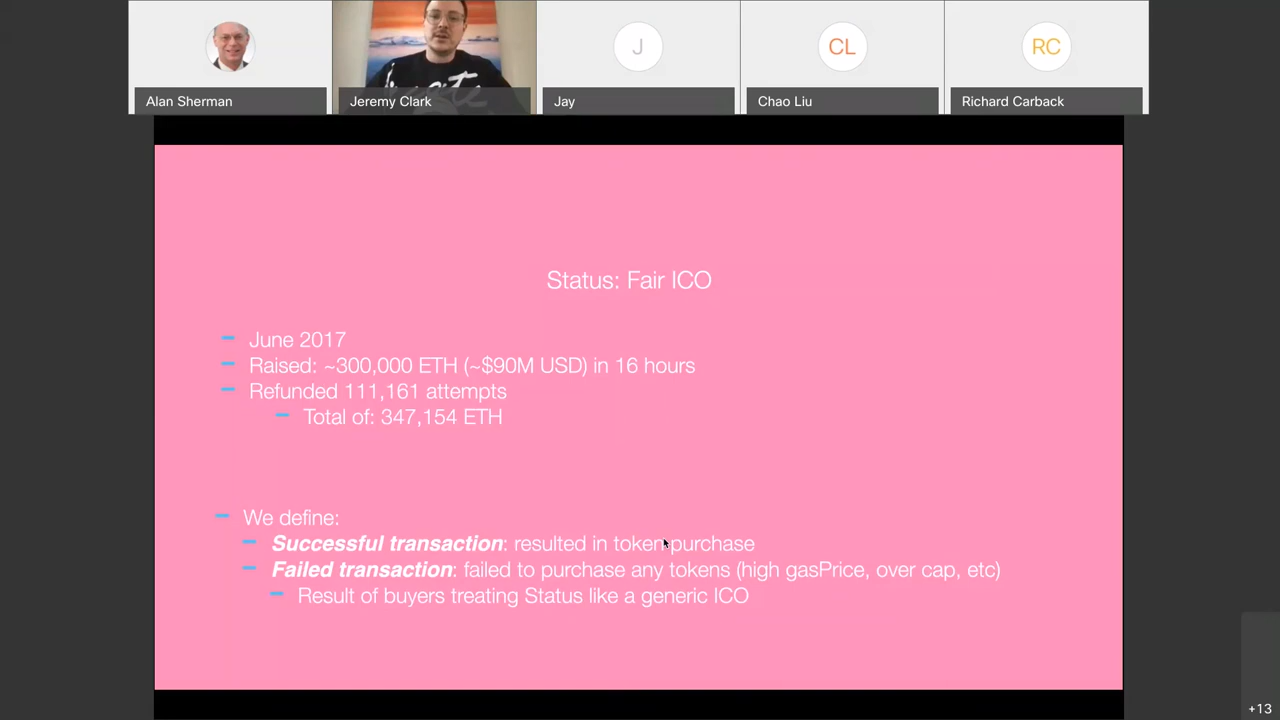 J
CL
RC
Alan Sherman
Jeremy Clark
Jay
Chao Liu
Richard Carback
Status: Fair ICO
June 2017
Raised: ~300,000 ETH (~$90M USD) in 16 hours
Refunded 111,161 attempts
Total of: 347,154 ETH
We define:
Successful transaction: resulted in token purchase
Failed transaction: failed to purchase any tokens (high gasPrice, over cap, etc)
Result of buyers treating Status like a generic ICO
+13